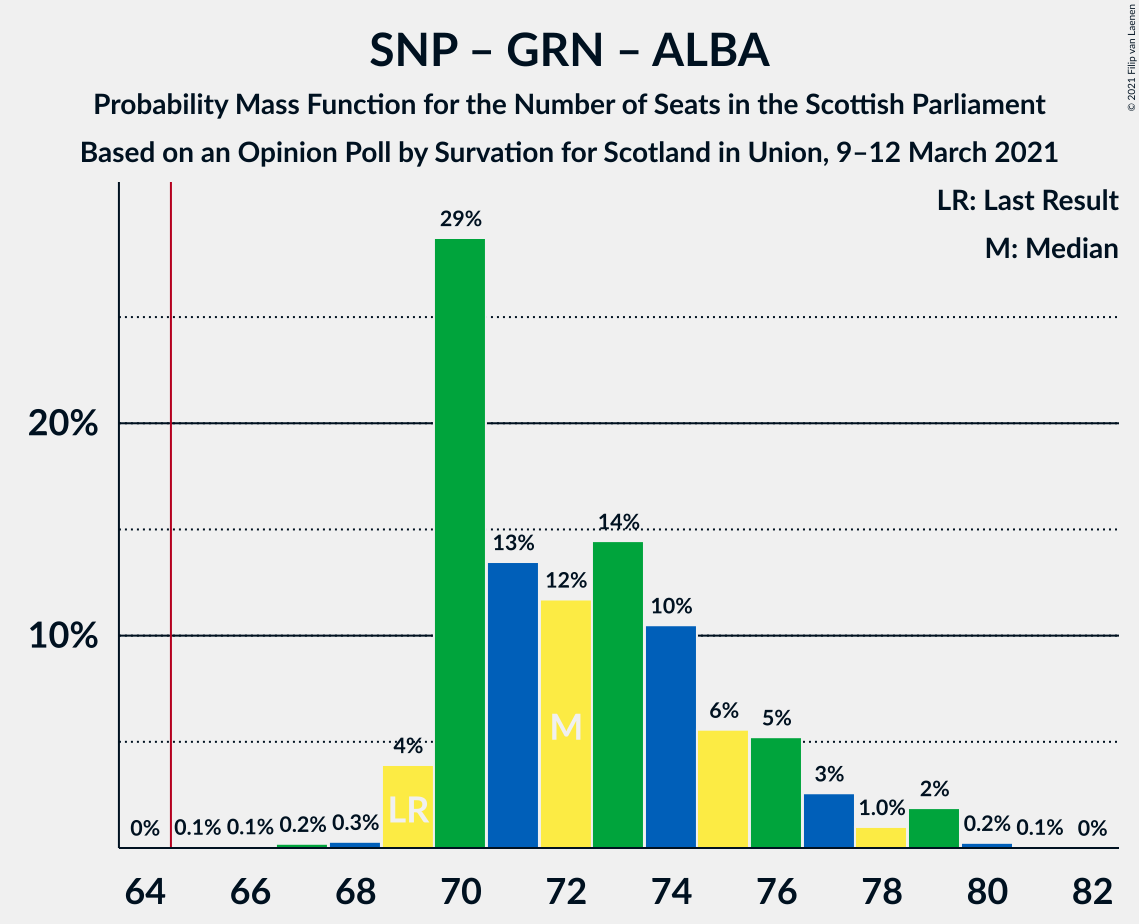 SNP – GRN – ALBA
Probability Mass Function for the Number of Seats in the Scottish Parliament
Based on an Opinion Poll by Survation for Scotland in Union, 9–12 March 2021
© 2021 Filip van Laenen
LR: Last Result
M: Median
29%
20%
14%
13%
12%
10%
10%
6%
5%
4%
3%
2%
1.0%
0% 0.1% 0.1% 0.2% 0.3% 0.2% 0.1% 0%
LR
M
64 66 68 70 72 74 76 78 80 82